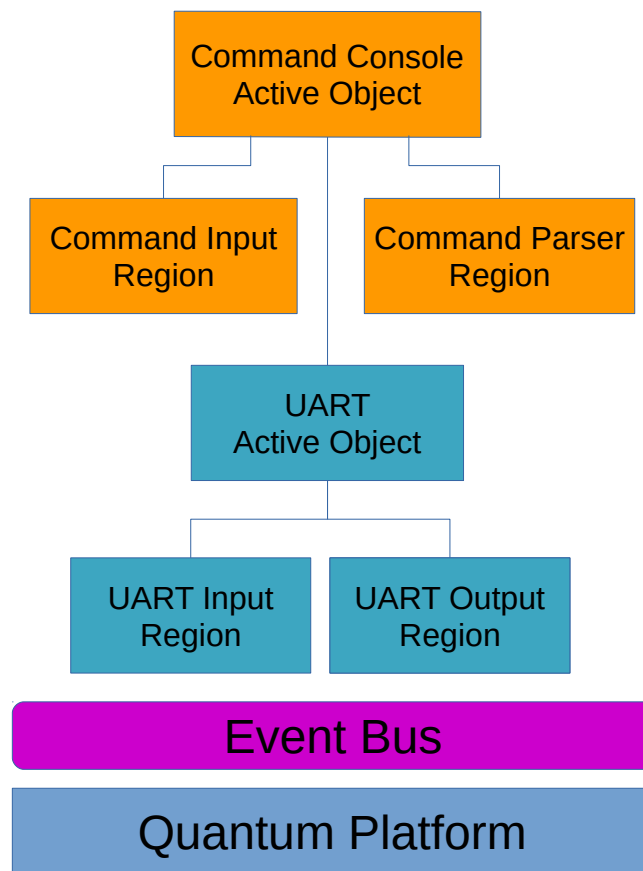 Command Console
Active Object
Command Input
Region
Command Parser
Region
UART
Active Object
UART Input
Region
UART Output
Region
Event Bus
Quantum Platform